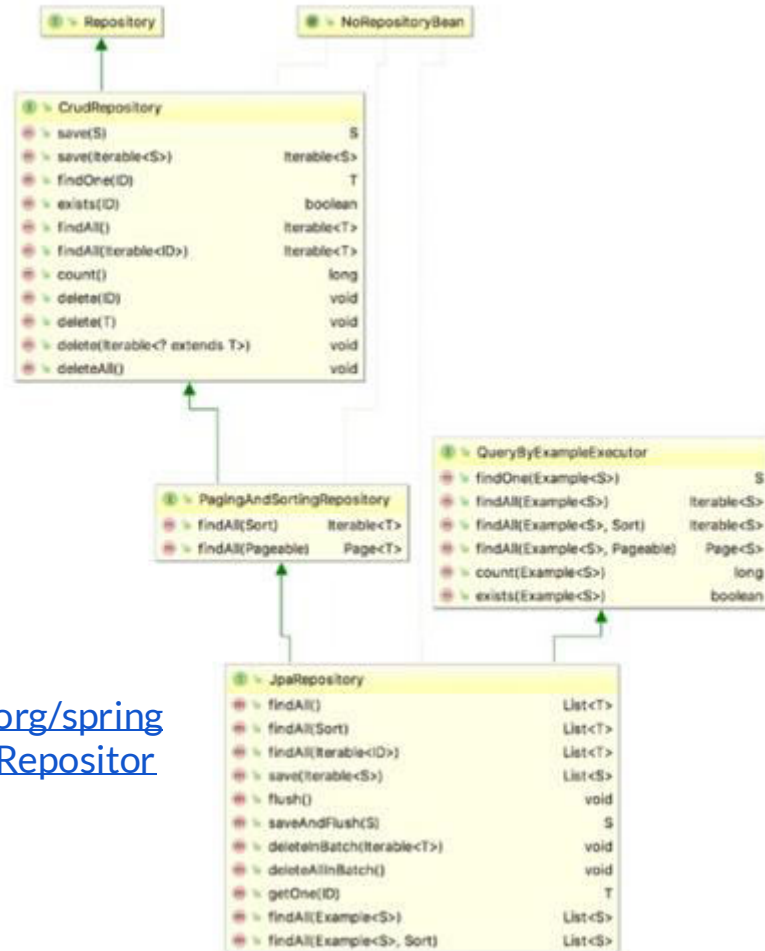 Repository
NoRepositoryBean
CrudRepository
save(S) S
save(Iterable<S>) Iterable<S>
findOne(ID) T
exists(ID) boolean
findAll() Iterable<T>
findAll(Iterable<ID>) Iterable<T>
count() long
delete(ID) void
delete(T) void
delete(Iterable<? extends T>) void
deleteAll() void
PagingAndSortingRepository
findAll(Sort) Iterable<T>
findAll(Pageable) Page<T>
QueryByExampleExecutor
findOne(Example<S>) S
findAll(Example<S>) Iterable<S>
findAll(Example<S>, Sort) Iterable<S>
findAll(Example<S>, Pageable) Page<S>
count(Example<S>) long
exists(Example<S>) boolean
org/spring
Repositor
JpaRepository
findAll() List<T>
findAll(Sort) List<T>
findAll(Iterable<ID>) List<T>
save(Iterable<S>) List<S>
flush() void
saveAndFlush(S) S
deleteInBatch(Iterable<T>) void
deleteAllInBatch() void
getOne(ID) T
findAll(Example<S>) List<S>
findAll(Example<S>, Sort) List<S>